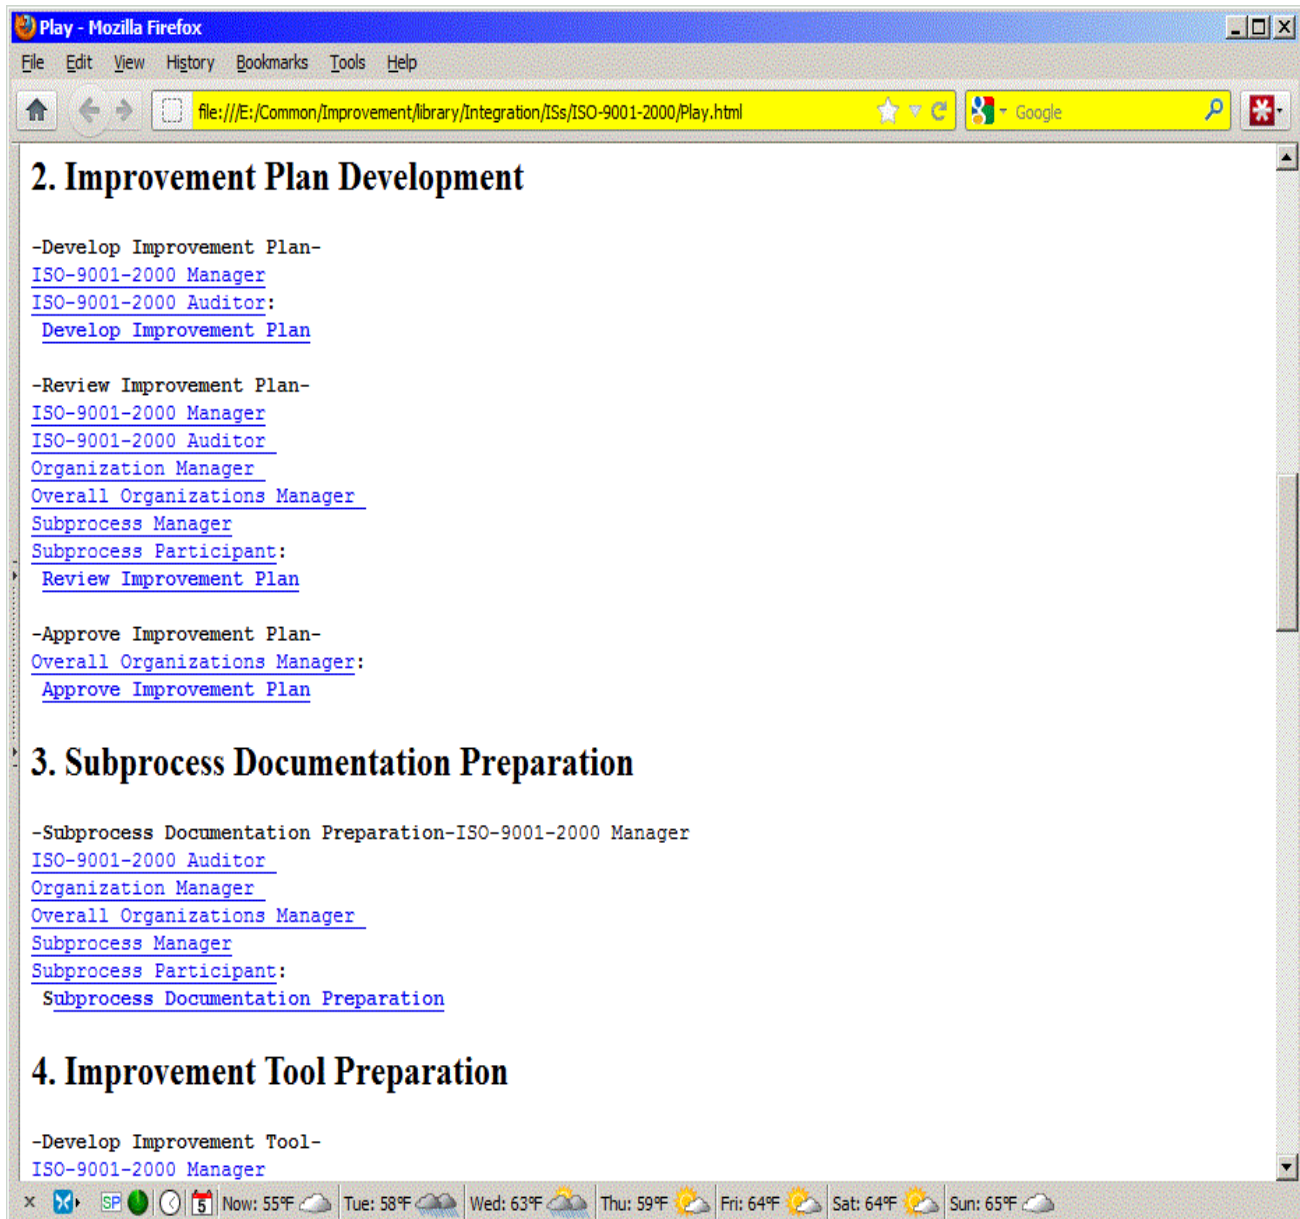 Play - Mozilla Firefox
File Edit View History Bookmarks Tools Help
file:///E:/Common/Improvement/library/Integration/ISs/ISO-9001-2000/Play.html Google
2. Improvement Plan Development
-Develop Improvement Plan-
ISO-9001-2000 Manager
ISO-9001-2000 Auditor:
Develop Improvement Plan
-Review Improvement Plan-
ISO-9001-2000 Manager
ISO-9001-2000 Auditor
Organization Manager
Overall Organizations Manager
Subprocess Manager
Subprocess Participant:
Review Improvement Plan
-Approve Improvement Plan-
Overall Organizations Manager:
Approve Improvement Plan
3. Subprocess Documentation Preparation
-Subprocess Documentation Preparation-ISO-9001-2000 Manager
ISO-9001-2000 Auditor
Organization Manager
Overall Organizations Manager
Subprocess Manager
Subprocess Participant:
Subprocess Documentation Preparation
4. Improvement Tool Preparation
-Develop Improvement Tool-
ISO-9001-2000 Manager
SP 5 Now: 55°F Tue: 58°F Wed: 63°F Thu: 59°F Fri: 64°F Sat: 64°F Sun: 65°F